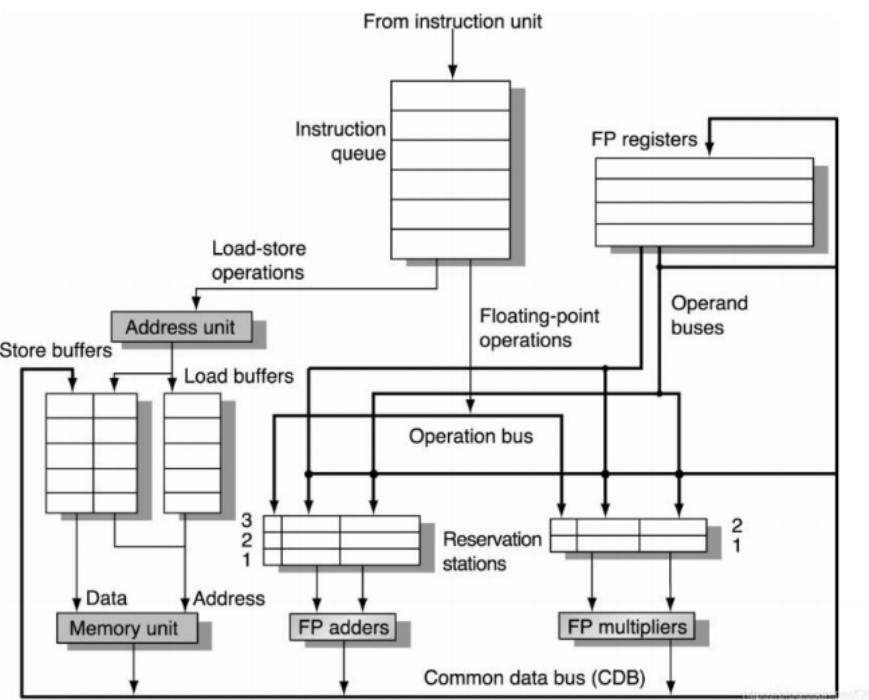 From instruction unit
Instruction
queue
FP registers
Load-store
operations
Address unit
Floating-point
operations
Operand
buses
Store buffers
Load buffers
Operation bus
3
2
1
Reservation
stations
2
1
Data
Address
Memory unit
FP adders
FP multipliers
Common data bus (CDB)